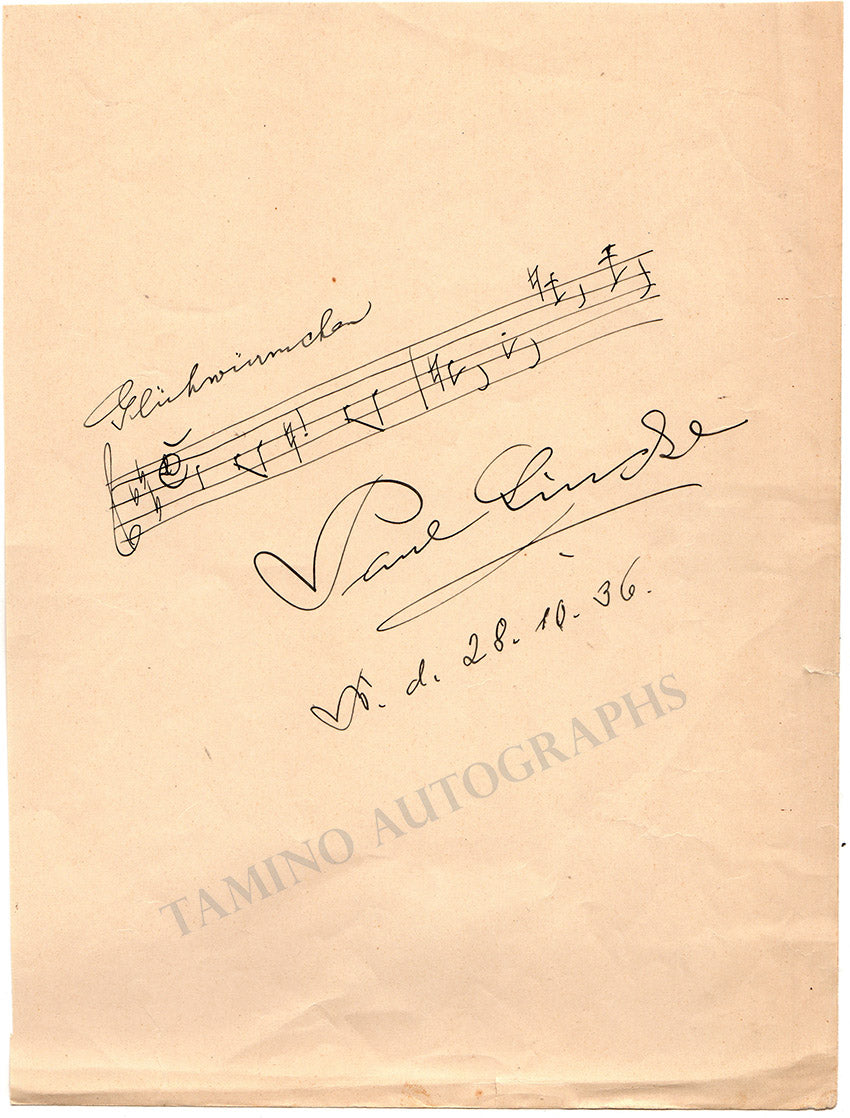 Glühwürmchen
Paul Lincke
d. 28. 10. 36.
TAMINO AUTOGRAPHS